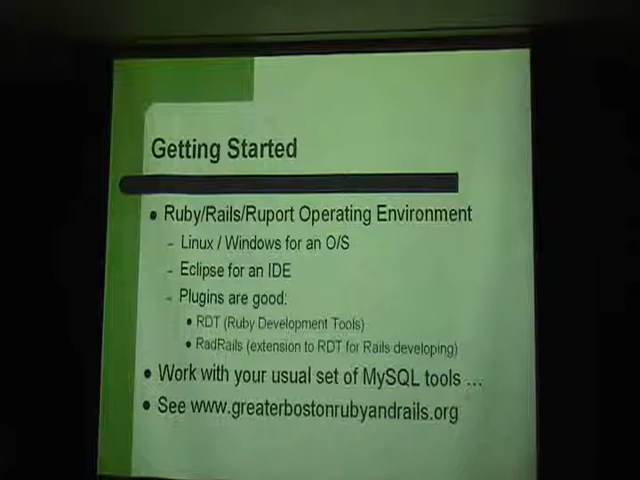 Getting Started
• Ruby/Rails/Ruport Operating Environment
– Linux / Windows for an O/S
– Eclipse for an IDE
– Plugins are good:
• RDT (Ruby Development Tools)
• RadRails (extension to RDT for Rails developing)
• Work with your usual set of MySQL tools ...
• See www.greaterbostonrubyandrails.org